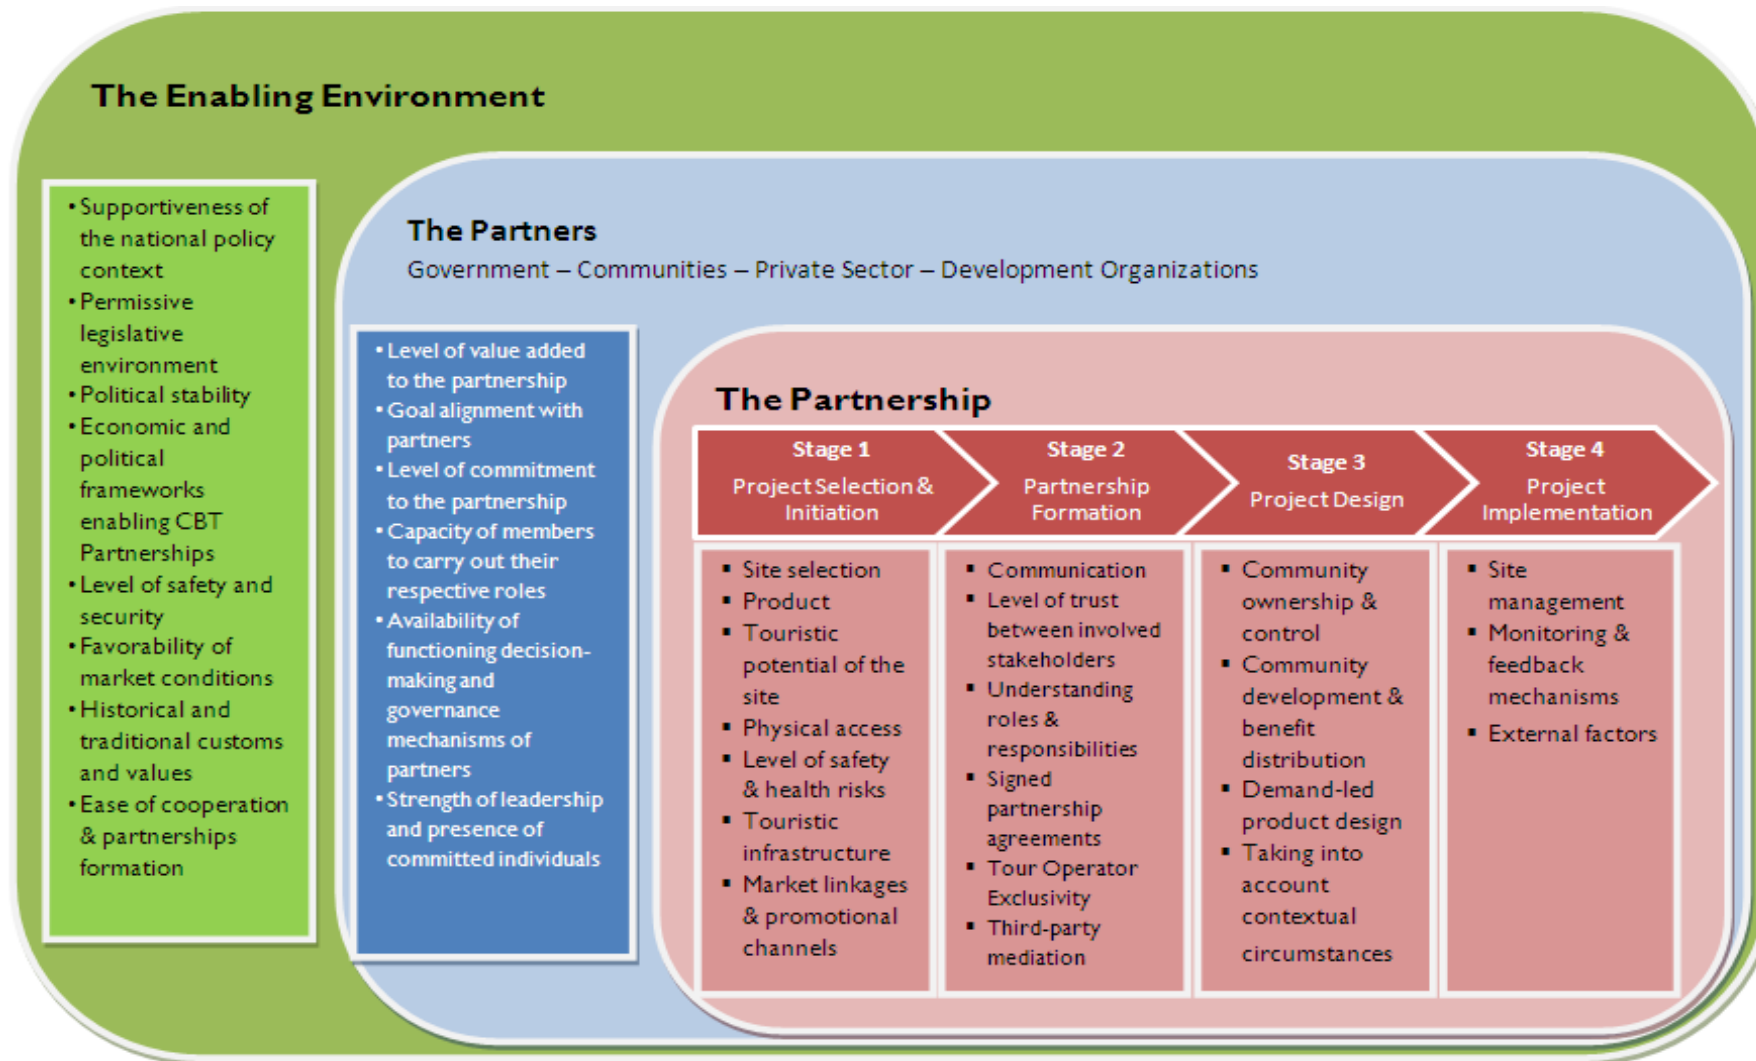 The Enabling Environment
• Supportiveness of
the national policy
context
• Permissive
legislative
environment
• Political stability
• Economic and
political
frameworks
enabling CBT
Partnerships
• Level of safety and
security
• Favorability of
market conditions
• Historical and
traditional customs
and values
• Ease of cooperation
& partnerships
formation
The Partners
Government – Communities – Private Sector – Development Organizations
• Level of value added
to the partnership
• Goal alignment with
partners
• Level of commitment
to the partnership
• Capacity of members
to carry out their
respective roles
• Availability of
functioning decision-
making and
governance
mechanisms of
partners
• Strength of leadership
and presence of
committed individuals
The Partnership
Stage 1
Project Selection &
Initiation
▪ Site selection
▪ Product
▪ Touristic
potential of the
site
▪ Physical access
▪ Level of safety
& health risks
▪ Touristic
infrastructure
▪ Market linkages
& promotional
channels
Stage 2
Partnership
Formation
▪ Communication
▪ Level of trust
between involved
stakeholders
▪ Understanding
roles &
responsibilities
▪ Signed
partnership
agreements
▪ Tour Operator
Exclusivity
▪ Third-party
mediation
Stage 3
Project Design
▪ Community
ownership &
control
▪ Community
development &
benefit
distribution
▪ Demand-led
product design
▪ Taking into
account
contextual
circumstances
Stage 4
Project
Implementation
▪ Site
management
▪ Monitoring &
feedback
mechanisms
▪ External factors